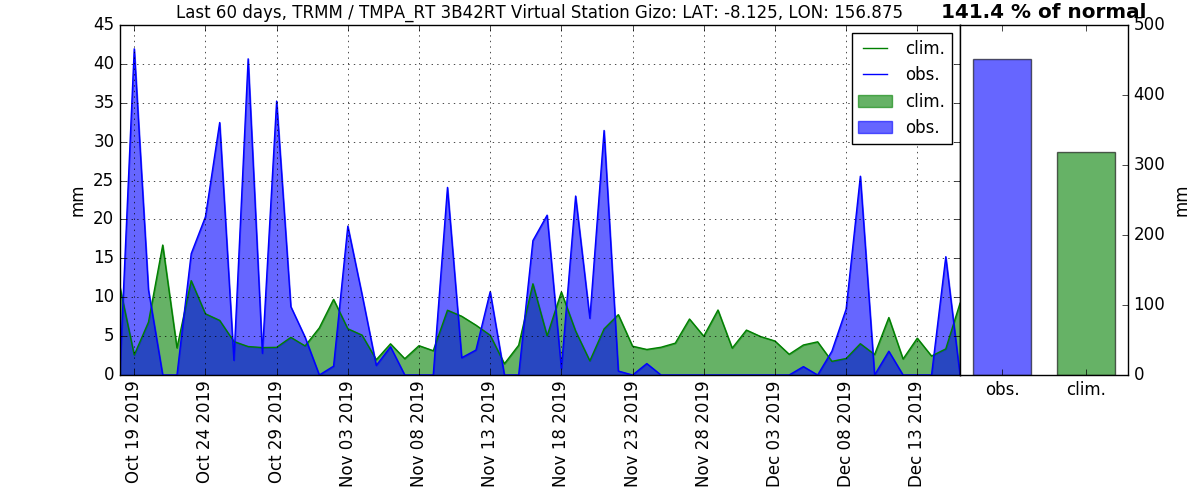 Last 60 days, TRMM / TMPA_RT 3B42RT Virtual Station Gizo: LAT: -8.125, LON: 156.875
141.4 % of normal
45
40
35
30
25
20
15
10
5
0
mm
clim.
obs.
clim.
obs.
500
400
300
200
100
0
mm
Oct 19 2019
Oct 24 2019
Oct 29 2019
Nov 03 2019
Nov 08 2019
Nov 13 2019
Nov 18 2019
Nov 23 2019
Nov 28 2019
Dec 03 2019
Dec 08 2019
Dec 13 2019
obs.
clim.